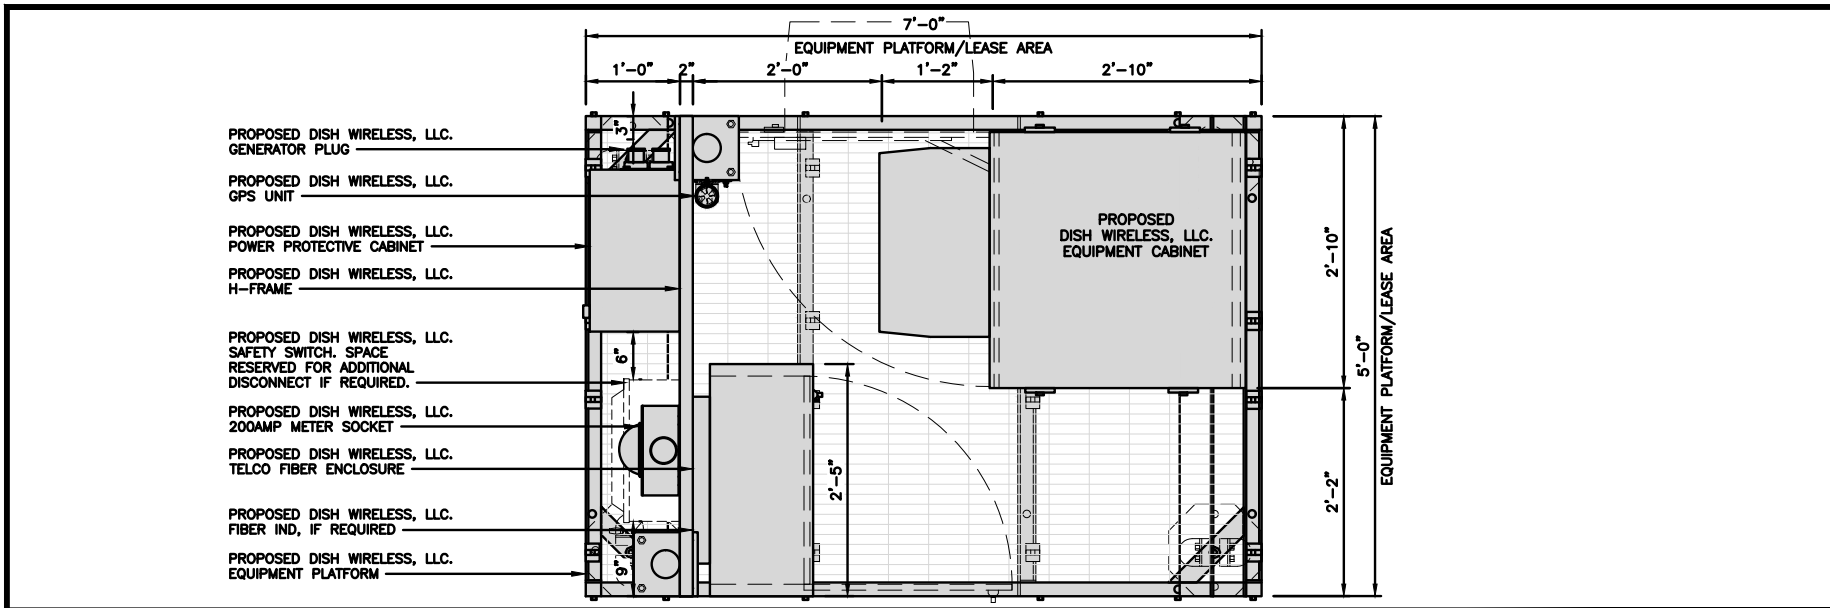 7'-0"
EQUIPMENT PLATFORM/LEASE AREA
1'-0"
2"
2'-0"
1'-2"
2'-10"
3"
PROPOSED DISH WIRELESS, LLC.
GENERATOR PLUG
PROPOSED DISH WIRELESS, LLC.
GPS UNIT
PROPOSED DISH WIRELESS, LLC.
POWER PROTECTIVE CABINET
PROPOSED DISH WIRELESS, LLC.
H-FRAME
PROPOSED DISH WIRELESS, LLC.
SAFETY SWITCH. SPACE
RESERVED FOR ADDITIONAL
DISCONNECT IF REQUIRED.
PROPOSED DISH WIRELESS, LLC.
200AMP METER SOCKET
PROPOSED DISH WIRELESS, LLC.
TELCO FIBER ENCLOSURE
PROPOSED DISH WIRELESS, LLC.
FIBER IND, IF REQUIRED
PROPOSED DISH WIRELESS, LLC.
EQUIPMENT PLATFORM
6"
9"
2'-5"
PROPOSED
DISH WIRELESS, LLC.
EQUIPMENT CABINET
2'-10"
2'-2"
5'-0"
EQUIPMENT PLATFORM/LEASE AREA